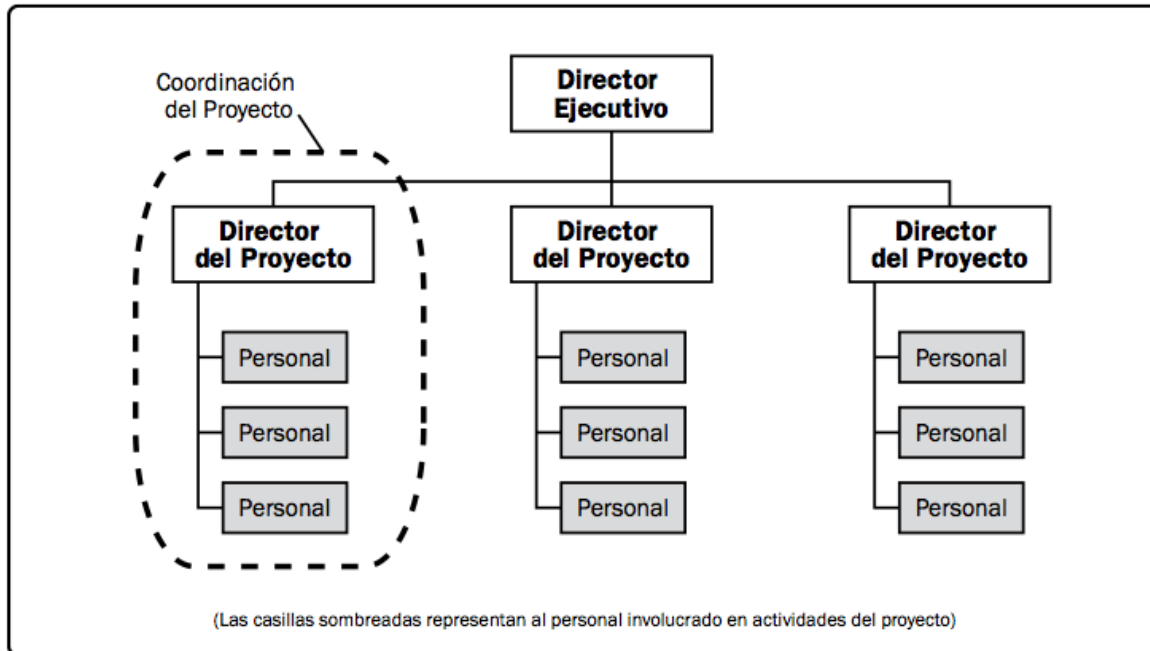 Coordinación
del Proyecto
Director
Ejecutivo
Director
del Proyecto
Director
del Proyecto
Director
del Proyecto
Personal
Personal
Personal
Personal
Personal
Personal
Personal
Personal
Personal
(Las casillas sombreadas representan al personal involucrado en actividades del proyecto)